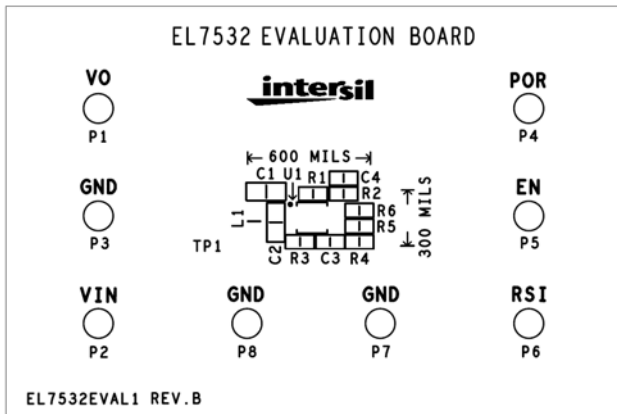 EL7532 EVALUATION BOARD
VO
P1
intersil
POR
P4
600 MILS
C1 U1 R1 C4
R2
GND
P3
L1
R6
R5
300 MILS
EN
P5
TP1
C2
R3 C3 R4
VIN
P2
GND
P8
GND
P7
RSI
P6
EL7532EVAL1 REV.B